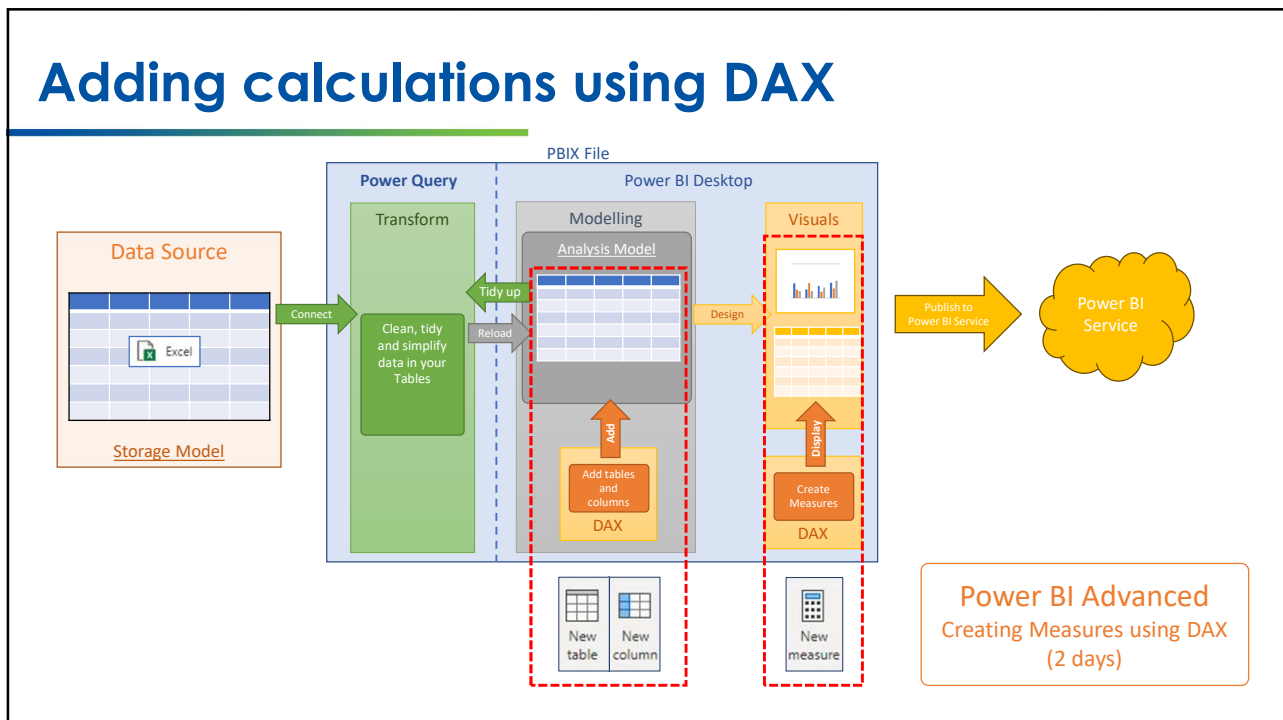 Adding calculations using DAX
PBIX File
Power Query
Power BI Desktop
Data Source
Excel
Storage Model
Connect
Transform
Clean, tidy
and simplify
data in your
Tables
Tidy up
Reload
Modelling
Analysis Model
Add
Add tables
and
columns
DAX
New
table
New
column
Design
Visuals
Display
Create
Measures
DAX
New
measure
Publish to
Power BI Service
Power BI
Service
Power BI Advanced
Creating Measures using DAX
(2 days)